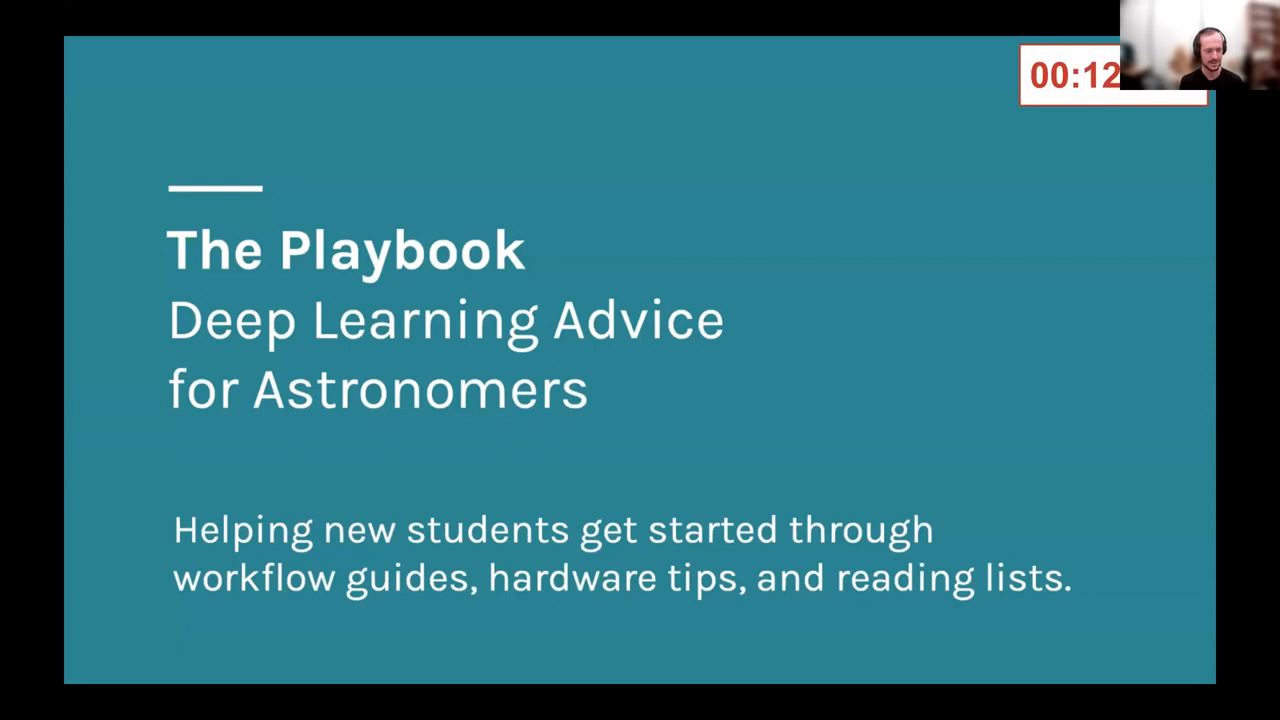 00:12
The Playbook
Deep Learning Advice
for Astronomers
Helping new students get started through
workflow guides, hardware tips, and reading lists.